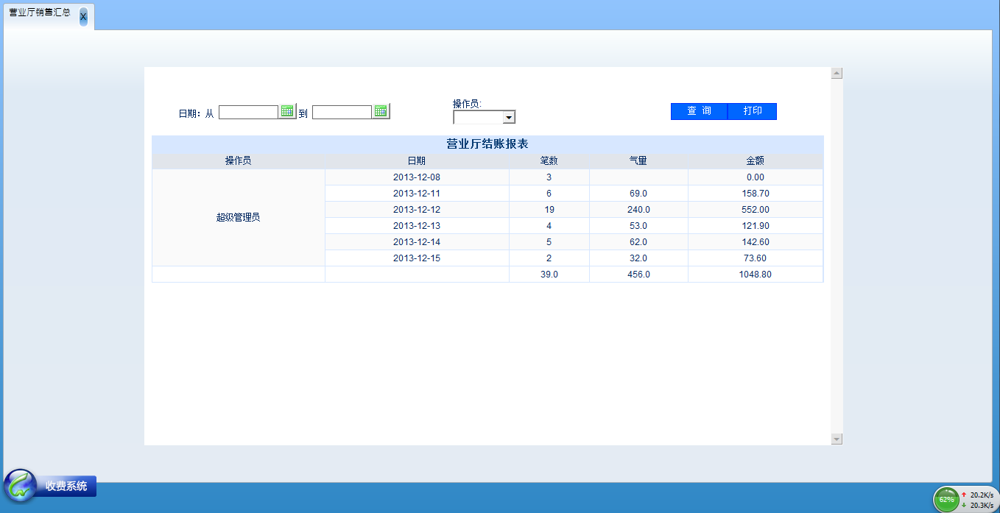 营业厅销售汇总 X
日期：从 到 操作员: 查 询 打印
营业厅结账报表
操作员 日期 笔数 气量 金额
2013-12-08 3 0.00
2013-12-11 6 69.0 158.70
2013-12-12 19 240.0 552.00
超级管理员
2013-12-13 4 53.0 121.90
2013-12-14 5 62.0 142.60
2013-12-15 2 32.0 73.60
39.0 456.0 1048.80
收费系统
62% 20.2K/s
20.3K/s